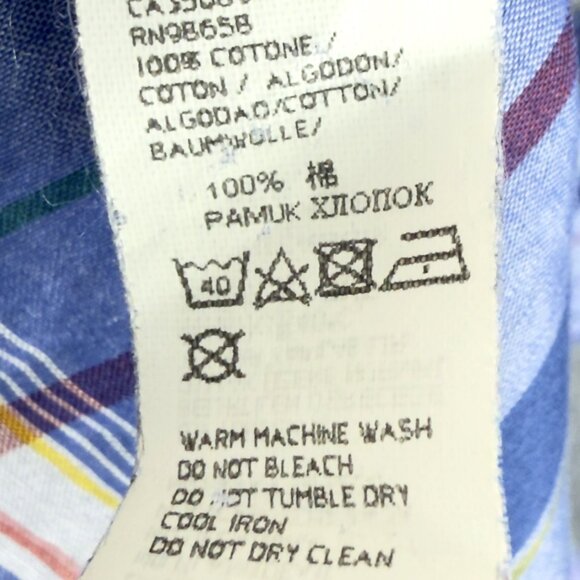 RN98658
100% COTONE/
COTON / ALGODON/
ALGODAO/COTTON/
BAUMWOLLE/
100% 棉
PAMUK ХЛОПОК
40
WARM MACHINE WASH
DO NOT BLEACH
DO NOT TUMBLE DRY
COOL IRON
DO NOT DRY CLEAN